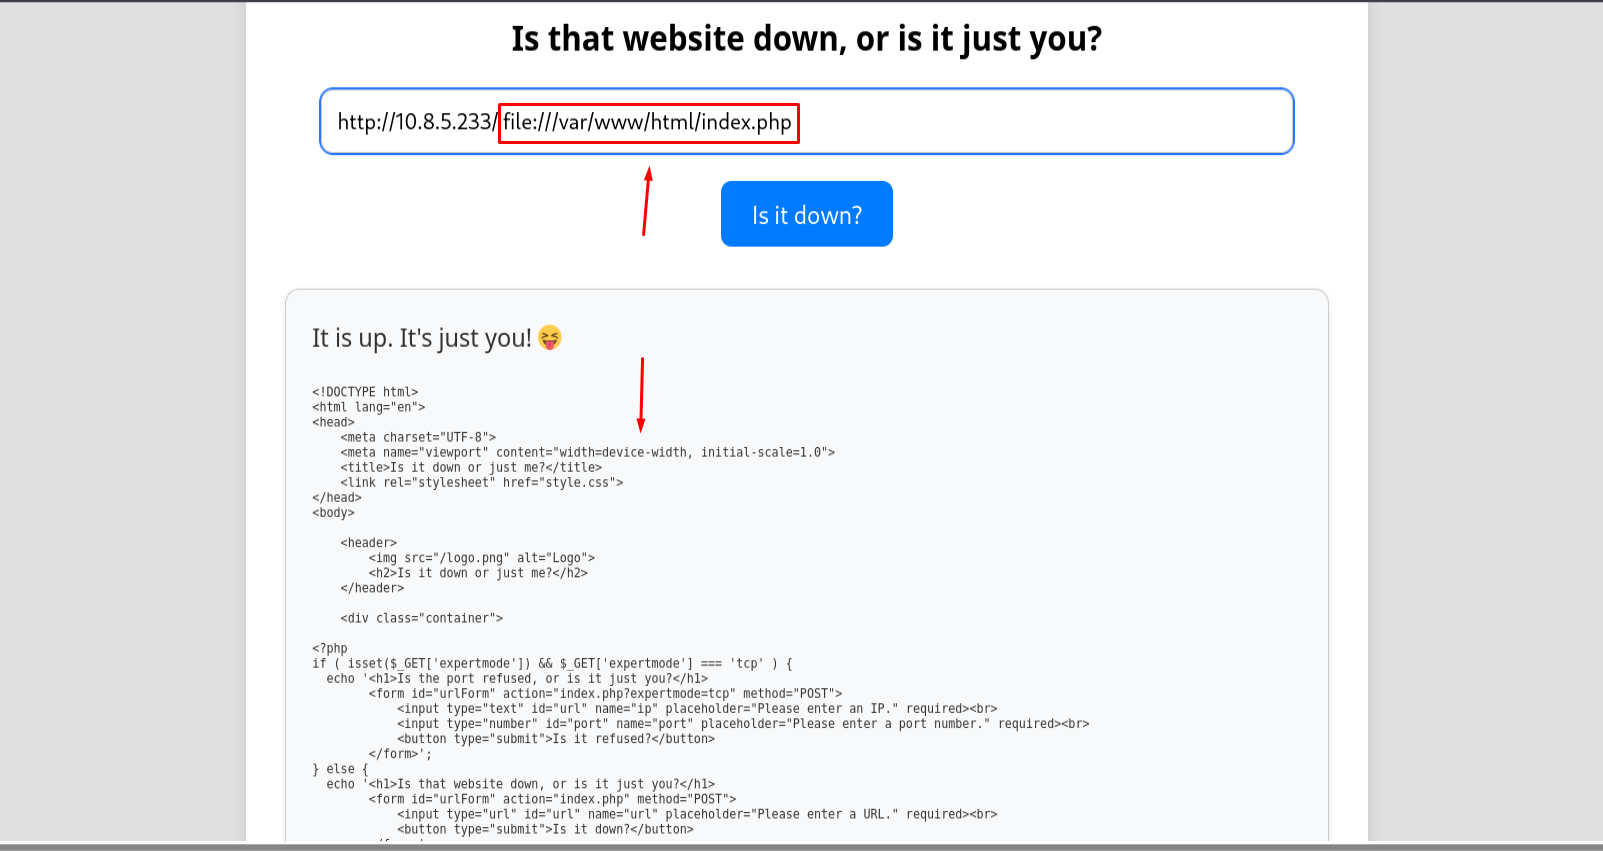 Is that website down, or is it just you?
http://10.8.5.233/ file:///var/www/html/index.php
Is it down?
It is up. It's just you! 😝
<!DOCTYPE html>
<html lang="en">
<head>
    <meta charset="UTF-8">
    <meta name="viewport" content="width=device-width, initial-scale=1.0">
    <title>Is it down or just me?</title>
    <link rel="stylesheet" href="style.css">
</head>
<body>
    <header>
        <img src="/logo.png" alt="Logo">
        <h2>Is it down or just me?</h2>
    </header>
    <div class="container">
<?php
if ( isset($_GET['expertmode']) && $_GET['expertmode'] === 'tcp' ) {
  echo '<h1>Is the port refused, or is it just you?</h1>
        <form id="urlForm" action="index.php?expertmode=tcp" method="POST">
            <input type="text" id="url" name="ip" placeholder="Please enter an IP." required><br>
            <input type="number" id="port" name="port" placeholder="Please enter a port number." required><br>
            <button type="submit">Is it refused?</button>
        </form>';
} else {
  echo '<h1>Is that website down, or is it just you?</h1>
        <form id="urlForm" action="index.php" method="POST">
            <input type="url" id="url" name="url" placeholder="Please enter a URL." required><br>
            <button type="submit">Is it down?</button>